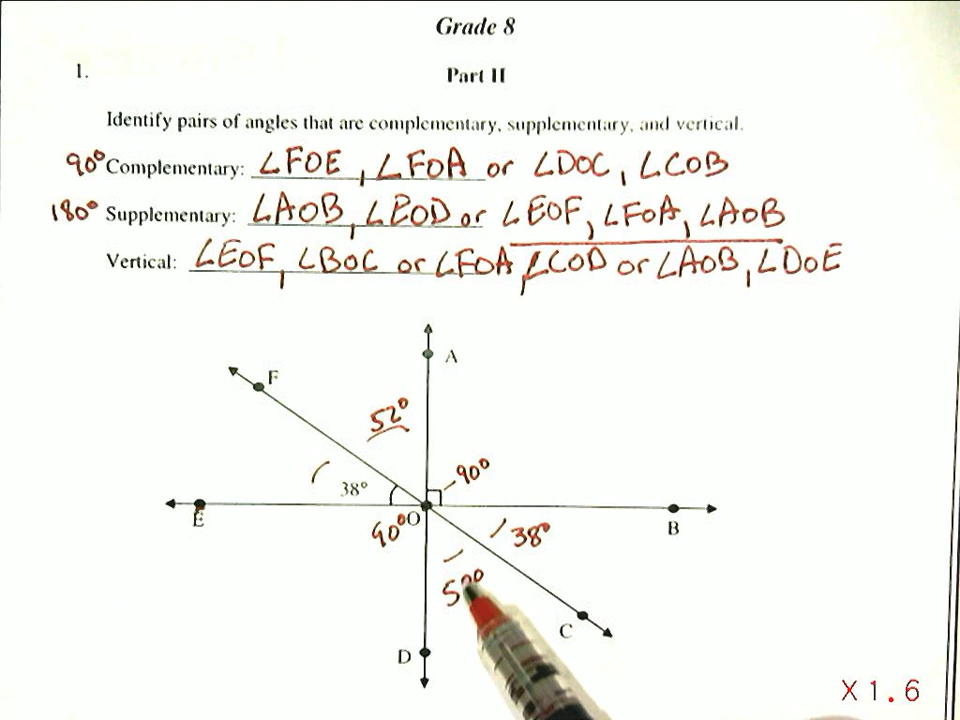 Grade 8
1.
Part II
Identify pairs of angles that are complementary, supplementary, and vertical.
90° Complementary: ∠FOE, ∠FOA or ∠DOC, ∠COB
180° Supplementary: ∠AOB, ∠EOD or ∠EOF, ∠FOA, ∠AOB
Vertical: ∠EOF, ∠BOC or ∠FOA, ∠COD or ∠AOB, ∠DOE
A
F
52°
90°
38°
E
O
B
90°
38°
C
D
X1.6